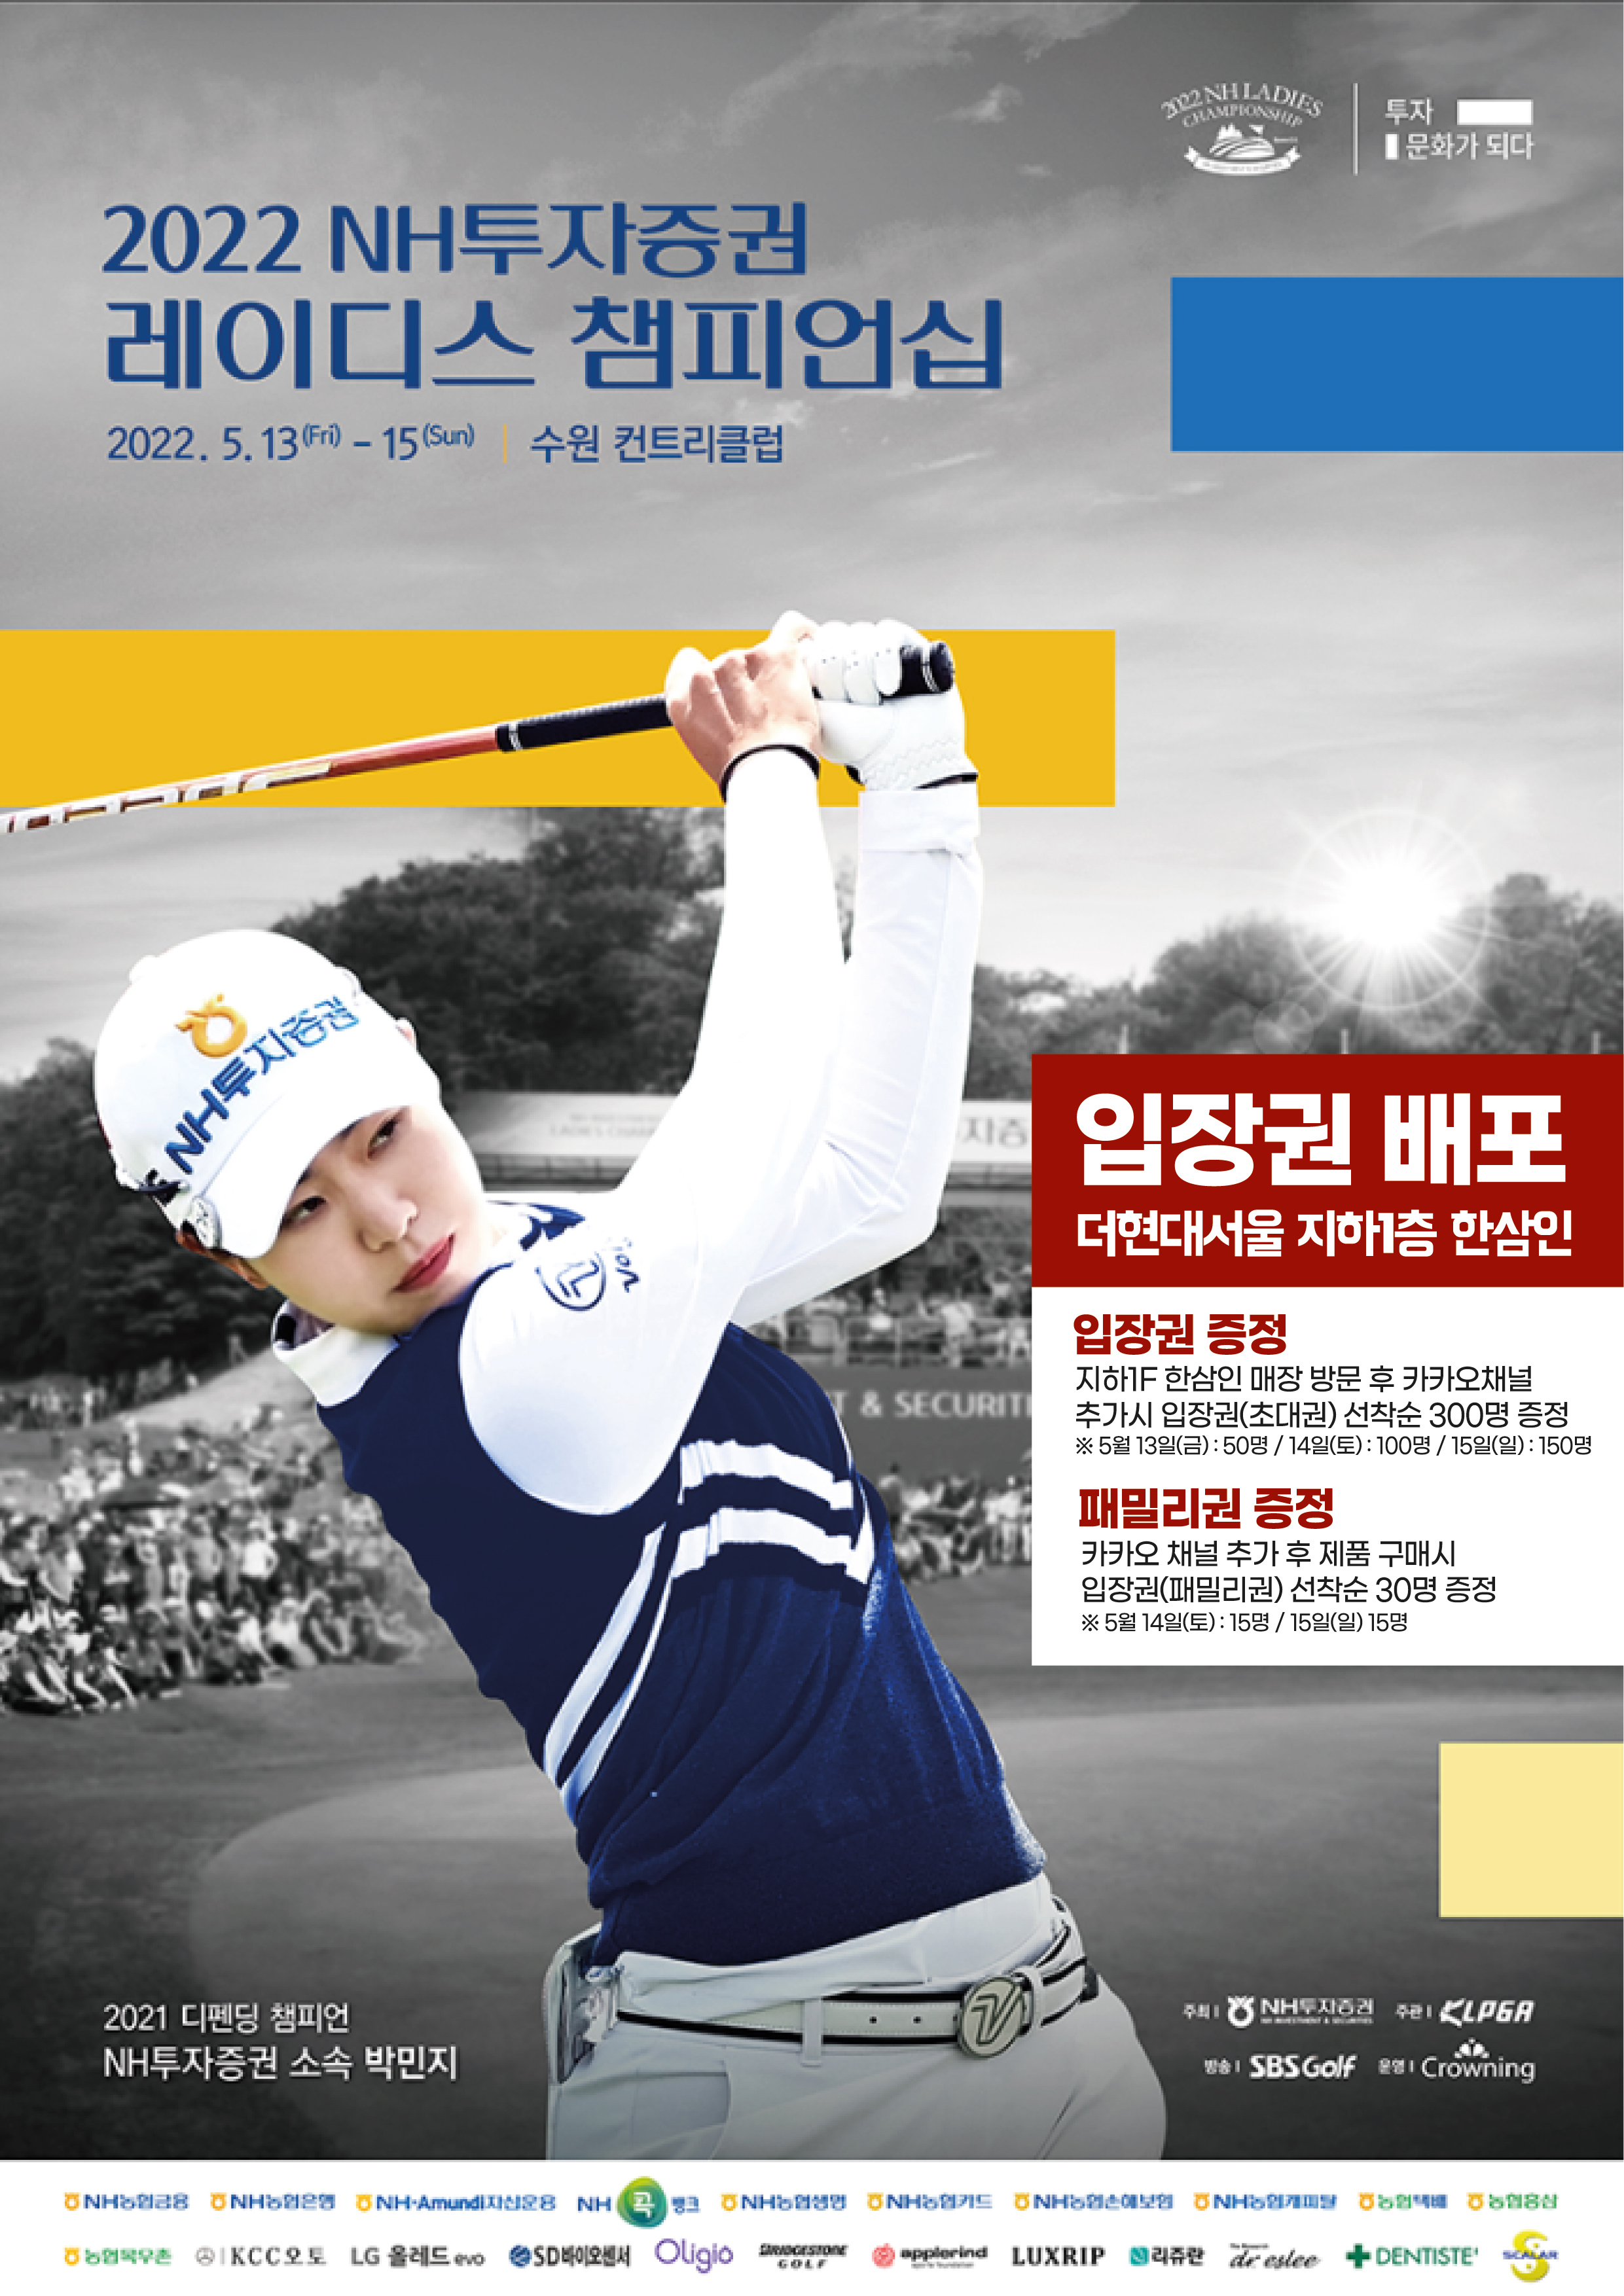 2022 NH LADIES
CHAMPIONSHIP
투자
문화가 되다
2022 NH투자증권
레이디스 챔피언십
2022. 5. 13(Fri) - 15(Sun) | 수원 컨트리클럽
NH투자증권
입장권 배포
더현대서울 지하1층 한삼인
입장권 증정
지하1F 한삼인 매장 방문 후 카카오채널
추가시 입장권(초대권) 선착순 300명 증정
※ 5월 13일(금) : 50명 / 14일(토) : 100명 / 15일(일) : 150명
T & SECURITI
패밀리권 증정
카카오 채널 추가 후 제품 구매시
입장권(패밀리권) 선착순 30명 증정
※ 5월 14일(토) : 15명 / 15일(일) 15명
2021 디펜딩 챔피언
NH투자증권 소속 박민지
주최 | NH투자증권 주관 | KLPGA
NH INVESTMENT & SECURITIES
방송 | SBS Golf 운영 | Crowning
NH농협금융 NH농협은행 NH-Amundi자산운용 NH콕뱅크 NH농협생명 NH농협카드 NH농협손해보험 NH농협캐피탈 농협택배 농협홍삼
농협목우촌 KCC오토 LG 올레드 evo SD바이오센서 Oligio BRIDGESTONE GOLF applerind LUXRIP 리쥬란 dr eslee DENTISTE' SCALAR